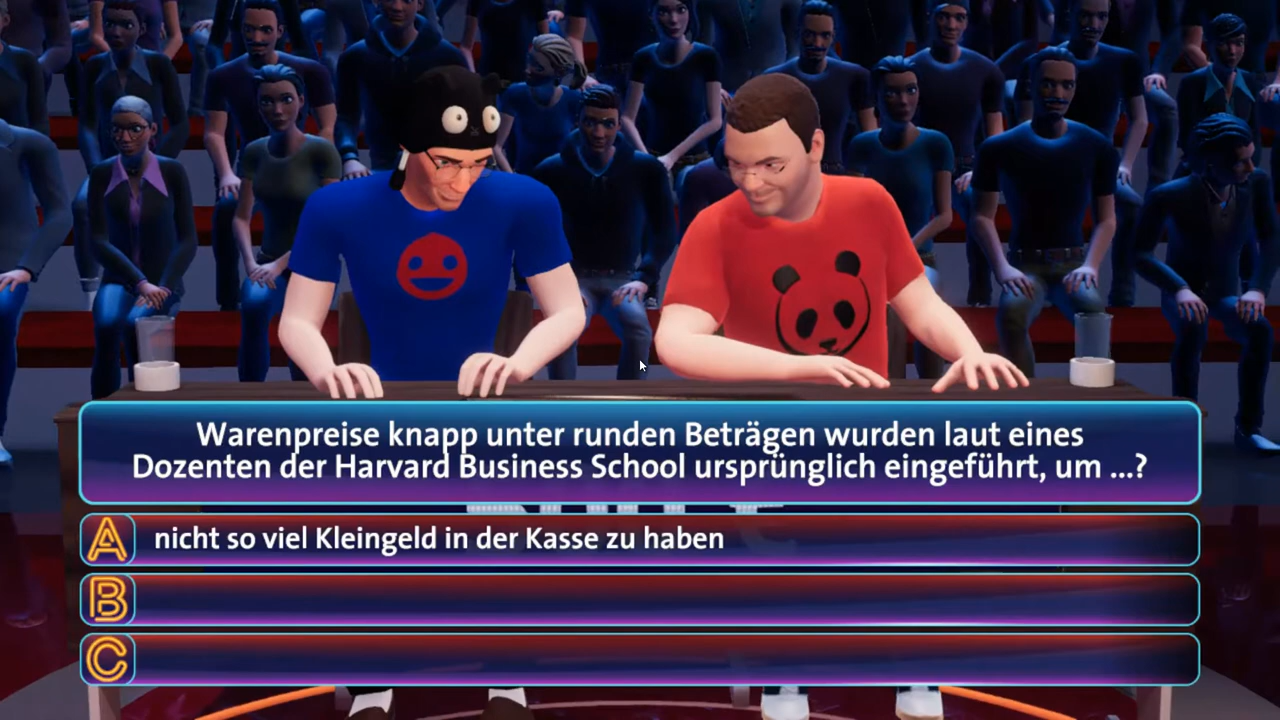 Warenpreise knapp unter runden Beträgen wurden laut eines
Dozenten der Harvard Business School ursprünglich eingeführt, um ...?
A nicht so viel Kleingeld in der Kasse zu haben
B
C